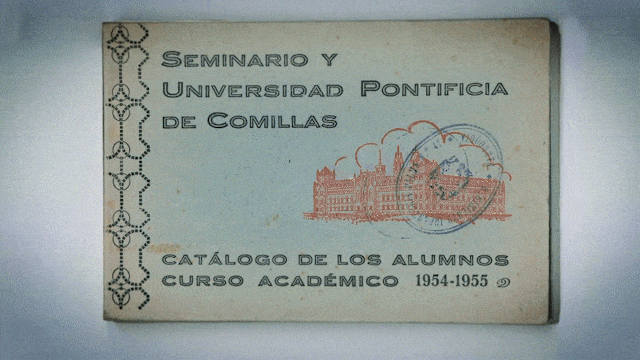 SEMINARIO Y
UNIVERSIDAD PONTIFICIA
DE COMILLAS
CATÁLOGO DE LOS ALUMNOS
CURSO ACADÉMICO 1954-1955